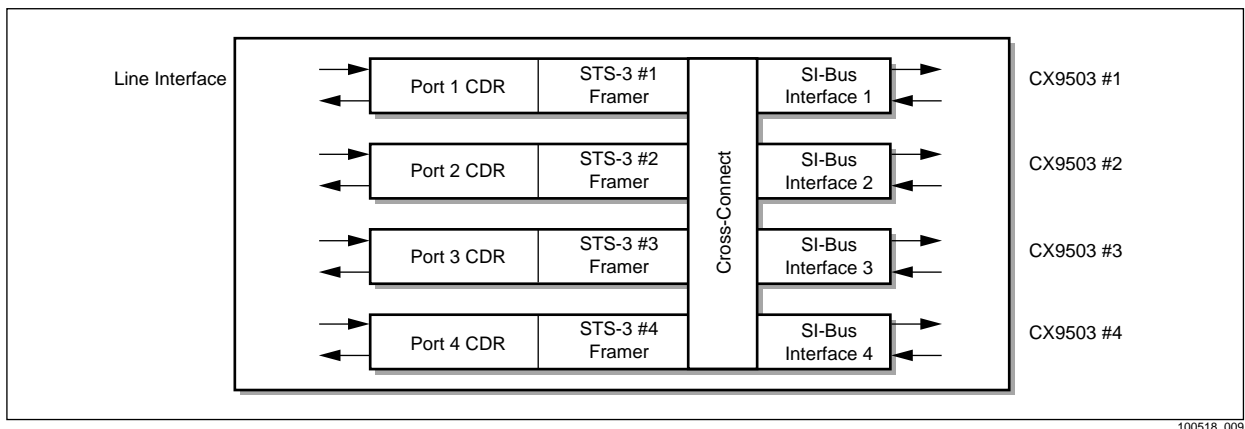 Line Interface
Port 1 CDR
STS-3 #1
Framer
SI-Bus
Interface 1
CX9503 #1
Port 2 CDR
STS-3 #2
Framer
SI-Bus
Interface 2
CX9503 #2
Cross-Connect
Port 3 CDR
STS-3 #3
Framer
SI-Bus
Interface 3
CX9503 #3
Port 4 CDR
STS-3 #4
Framer
SI-Bus
Interface 4
CX9503 #4
100518_009